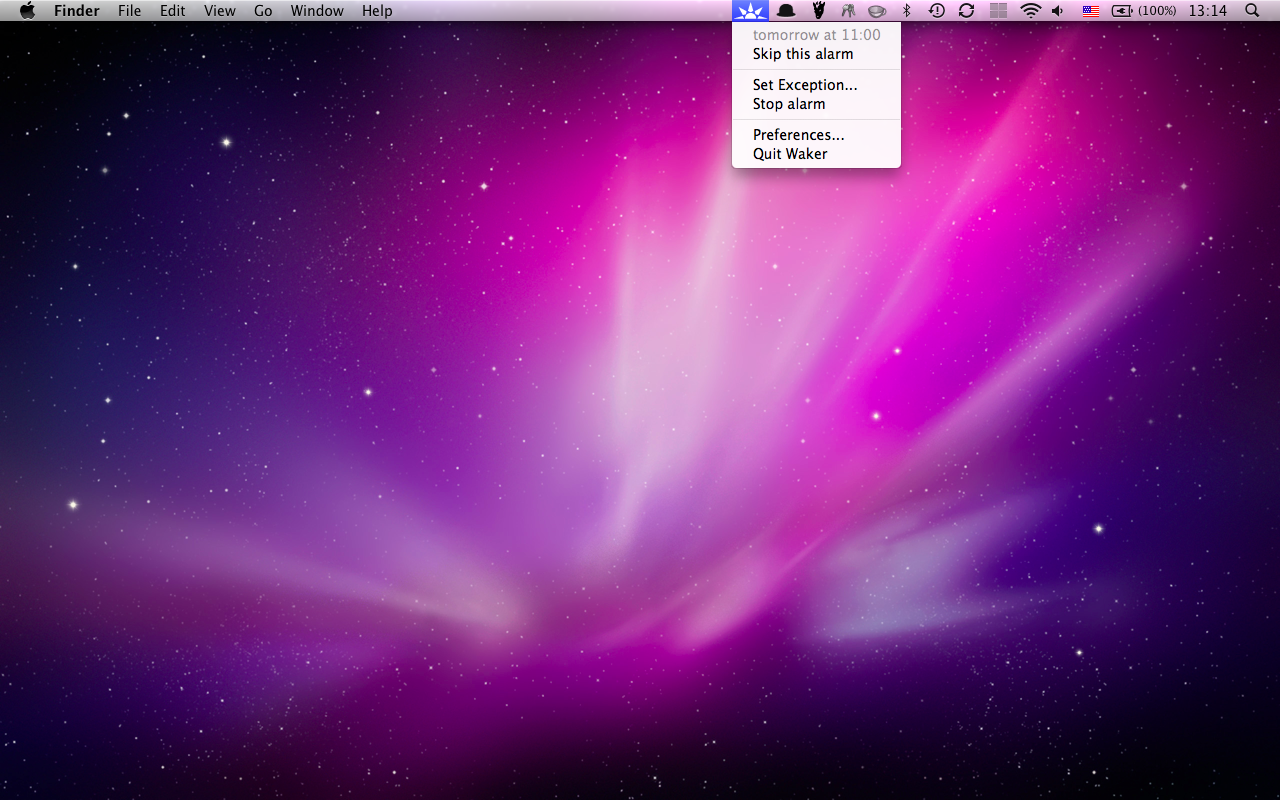 Finder File Edit View Go Window Help (100%) 13:14
tomorrow at 11:00
Skip this alarm
Set Exception...
Stop alarm
Preferences...
Quit Waker